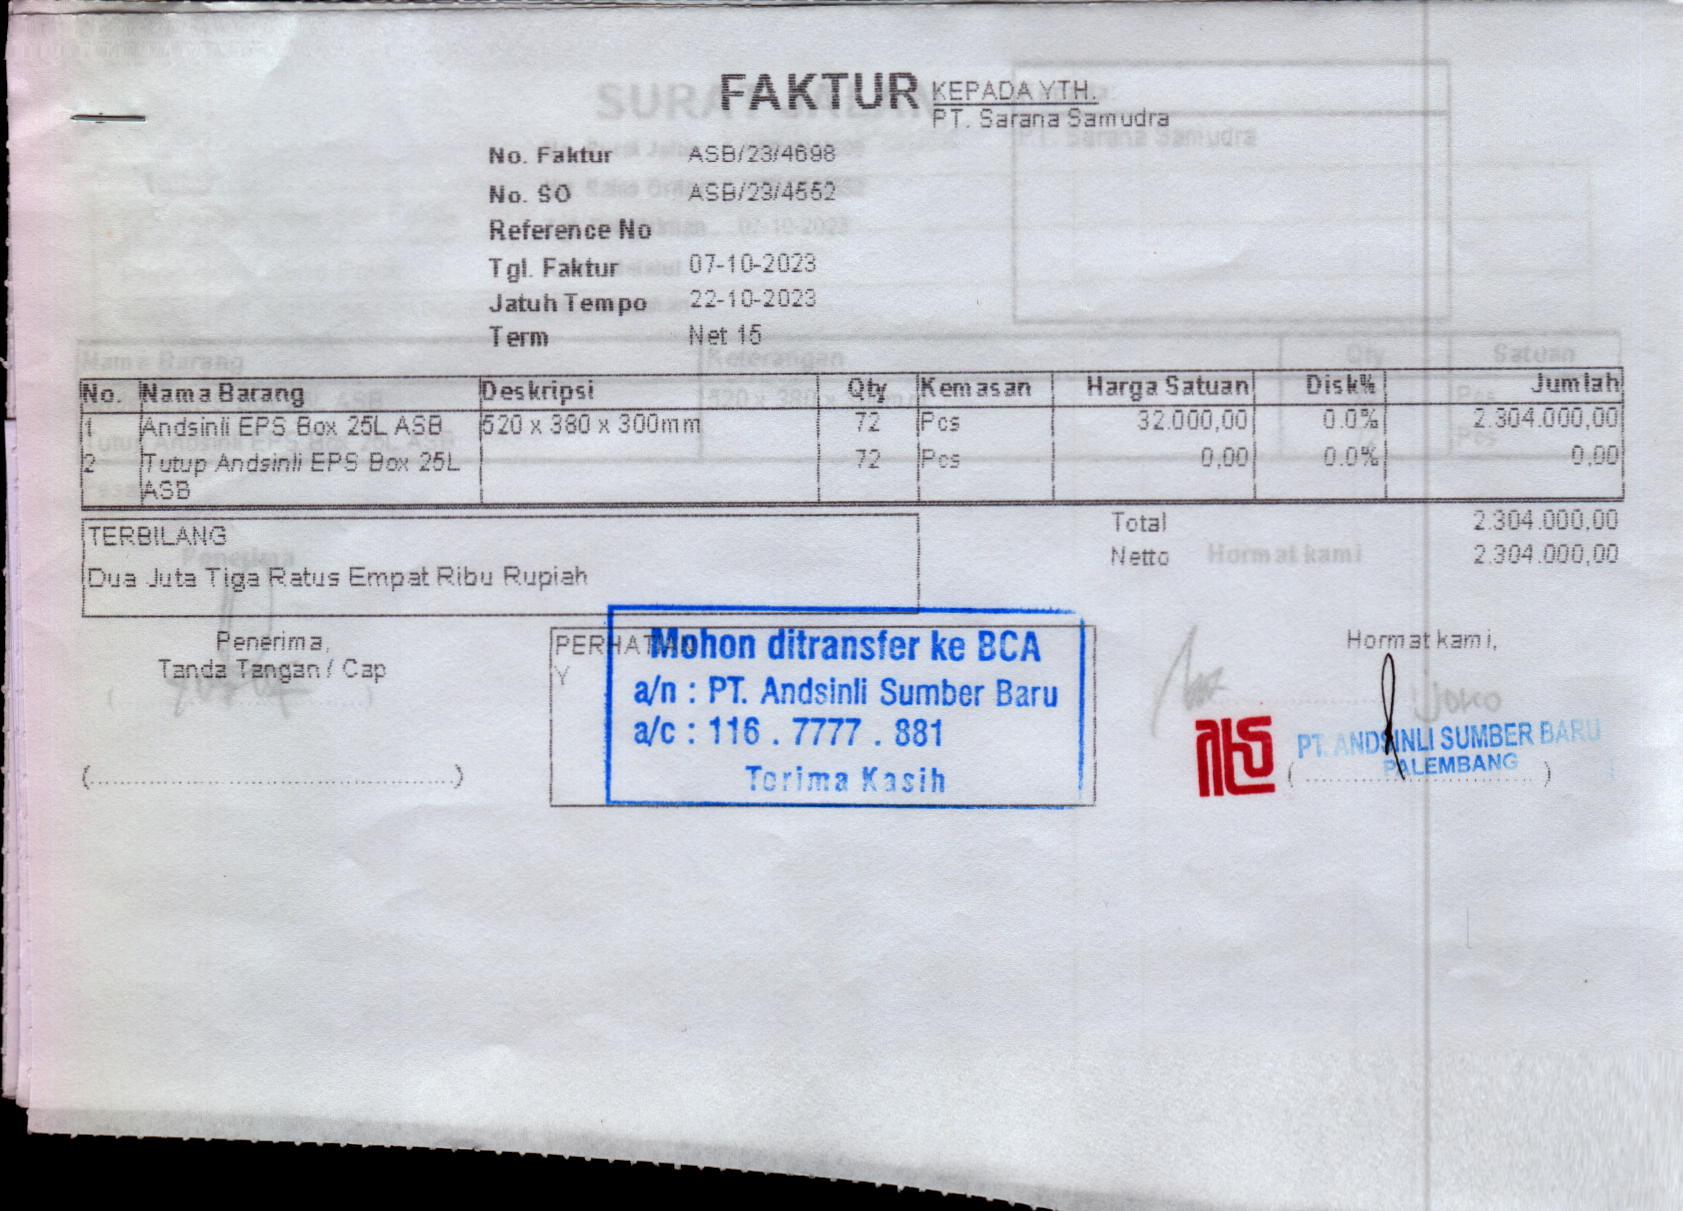 FAKTUR
KEPADA YTH.
PT. Sarana Samudra
No. Faktur ASB/23/4698
No. SO ASB/23/4552
Reference No
Tgl. Faktur 07-10-2023
Jatuh Tempo 22-10-2023
Term Net 15
No. Nama Barang Deskripsi Qty Kemasan Harga Satuan Disk% Jumlah
1 Andsinli EPS Box 25L ASB 520 x 380 x 300mm 72 Pcs 32.000,00 0.0% 2.304.000,00
2 Tutup Andsinli EPS Box 25L 72 Pcs 0,00 0.0% 0,00
ASB
TERBILANG
Dua Juta Tiga Ratus Empat Ribu Rupiah
Total 2.304.000,00
Netto 2.304.000,00
Penerima,
Tanda Tangan / Cap
(..........................................................)
PERHATIAN
Y
Mohon ditransfer ke BCA
a/n : PT. Andsinli Sumber Baru
a/c : 116 . 7777 . 881
Terima Kasih
Hormat kami,
PT. ANDSINLI SUMBER BARU
PALEMBANG
(.....................................)